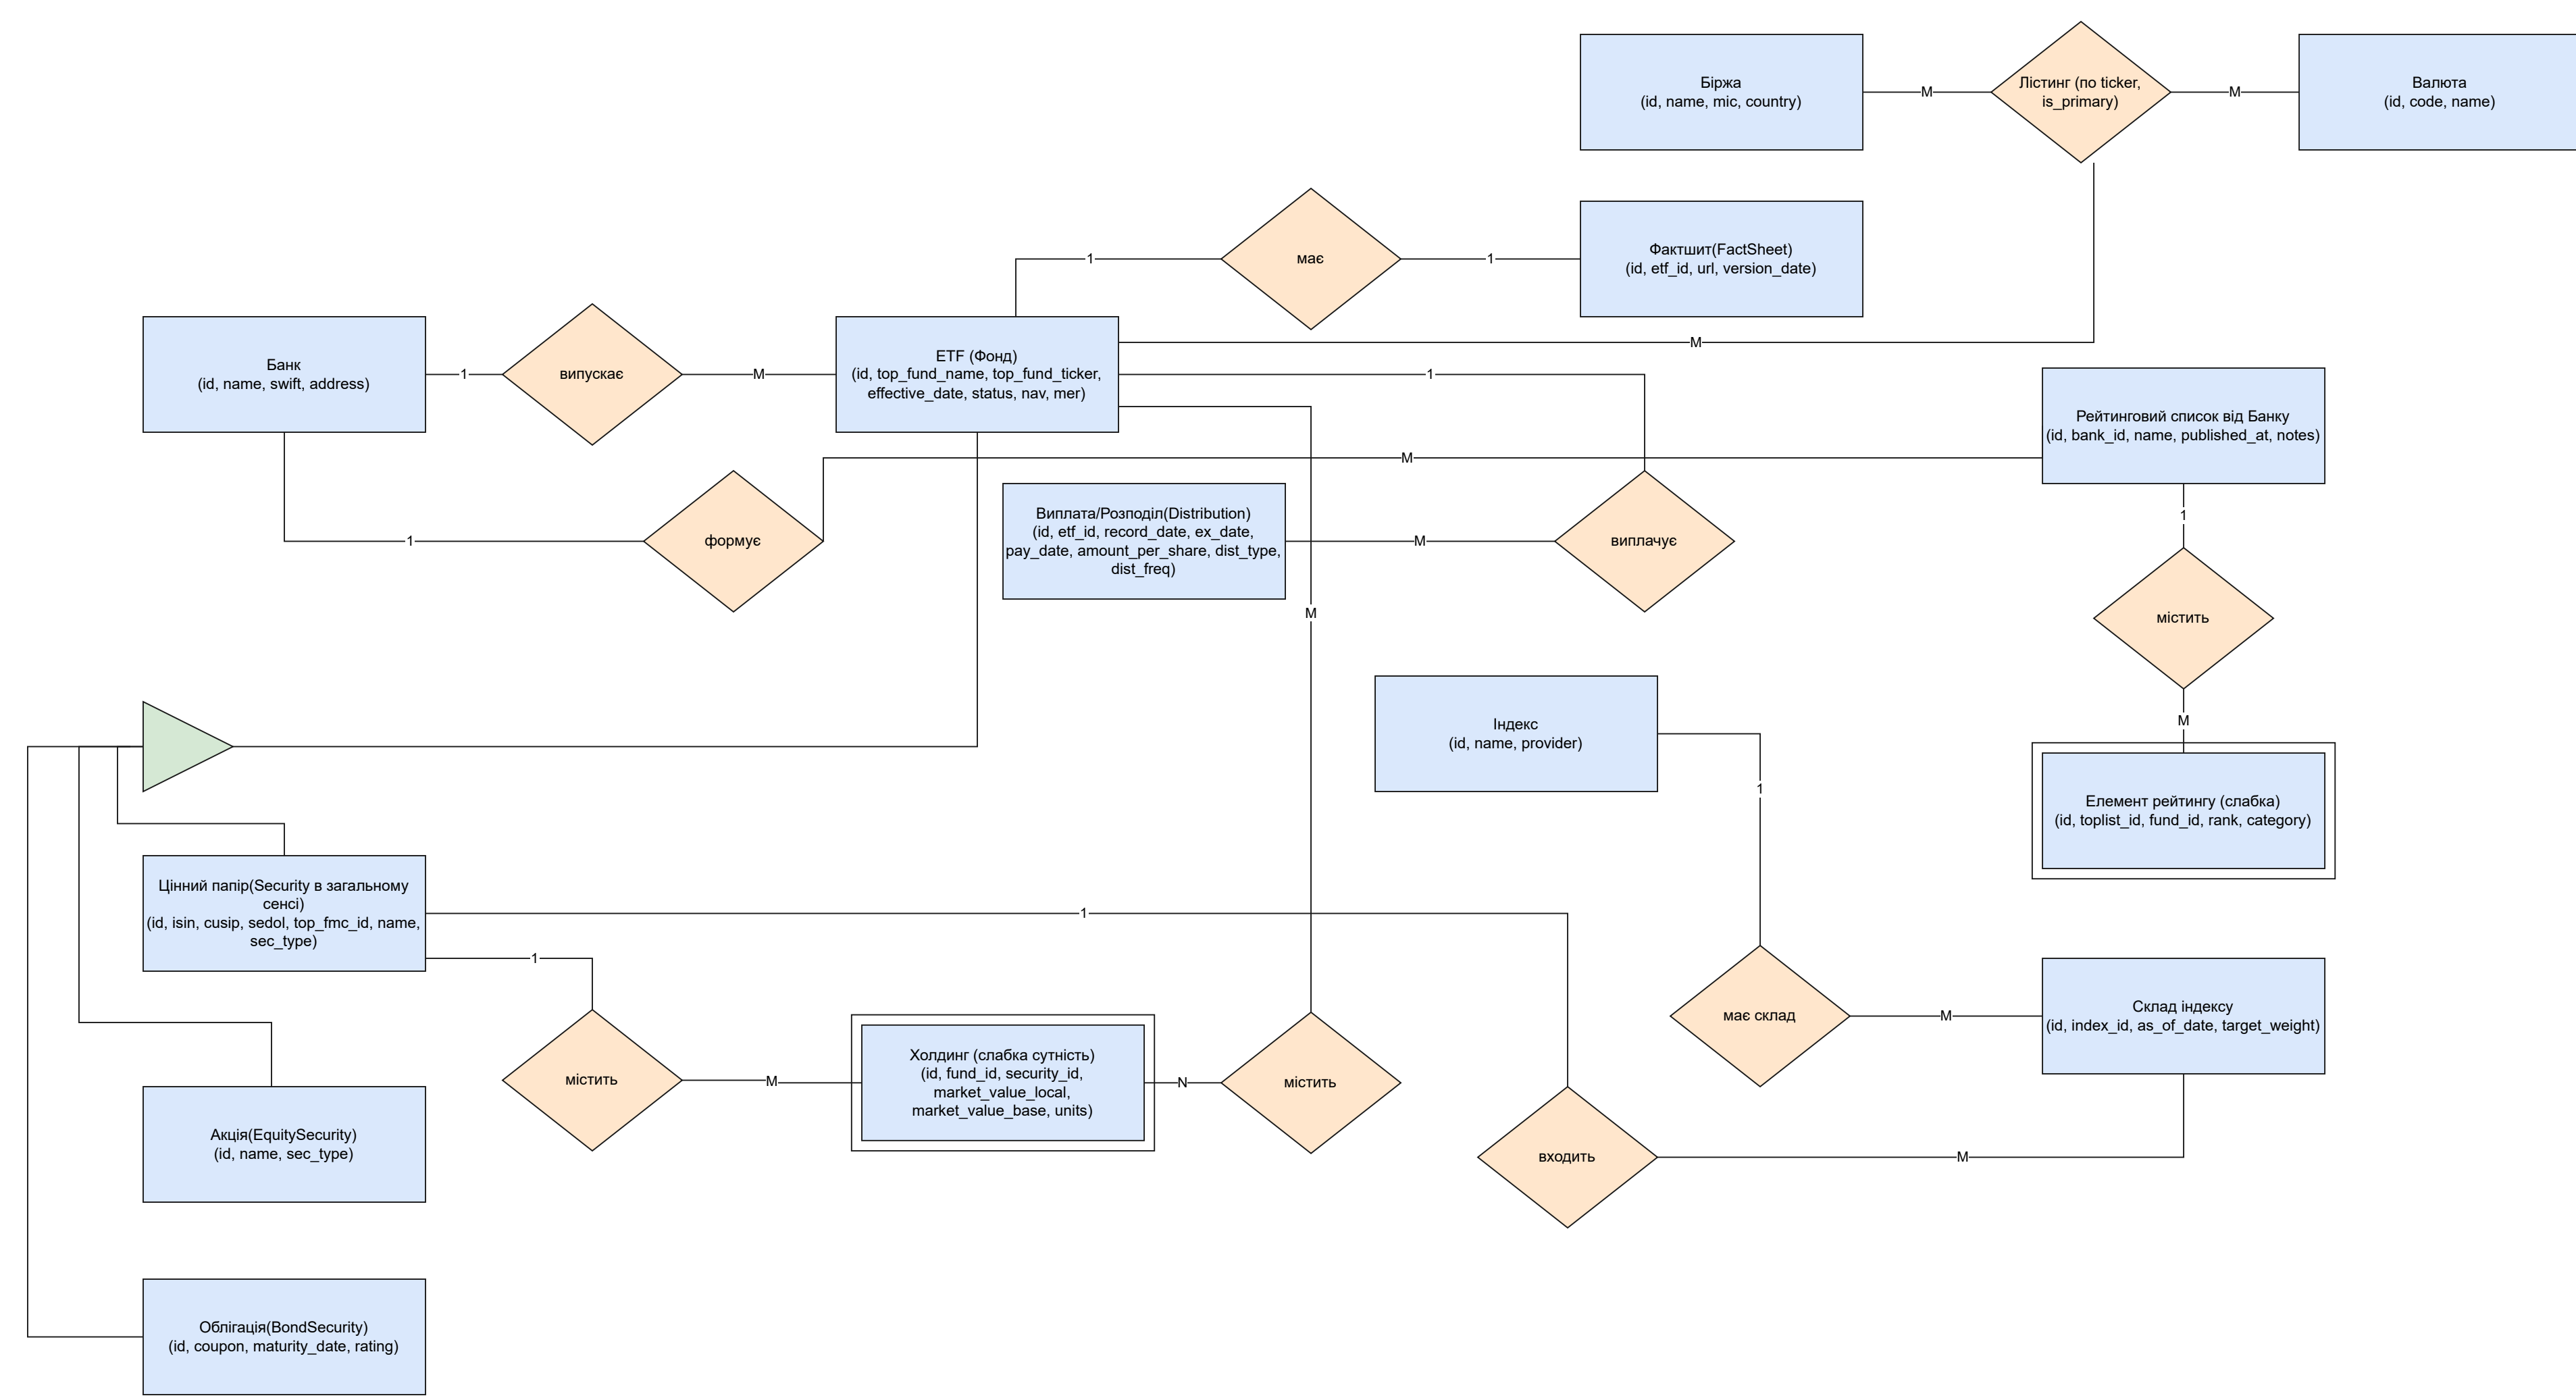 Біржа
(id, name, mic, country)
M
Лістинг (по ticker,
is_primary)
M
Валюта
(id, code, name)
1
має
1
Фактшит(FactSheet)
(id, etf_id, url, version_date)
Банк
(id, name, swift, address)
1
випускає
M
ETF (Фонд)
(id, top_fund_name, top_fund_ticker,
effective_date, status, nav, mer)
M
1
Рейтинговий список від Банку
(id, bank_id, name, published_at, notes)
M
1
формує
Виплата/Розподіл(Distribution)
(id, etf_id, record_date, ex_date,
pay_date, amount_per_share, dist_type,
dist_freq)
M
виплачує
1
M
містить
M
Індекс
(id, name, provider)
1
Елемент рейтингу (слабка)
(id, toplist_id, fund_id, rank, category)
Цінний папір(Security в загальному
сенсі)
(id, isin, cusip, sedol, top_fmc_id, name,
sec_type)
1
1
має склад
M
Склад індексу
(id, index_id, as_of_date, target_weight)
містить
M
Холдинг (слабка сутність)
(id, fund_id, security_id,
market_value_local,
market_value_base, units)
N
містить
входить
M
Акція(EquitySecurity)
(id, name, sec_type)
Облігація(BondSecurity)
(id, coupon, maturity_date, rating)